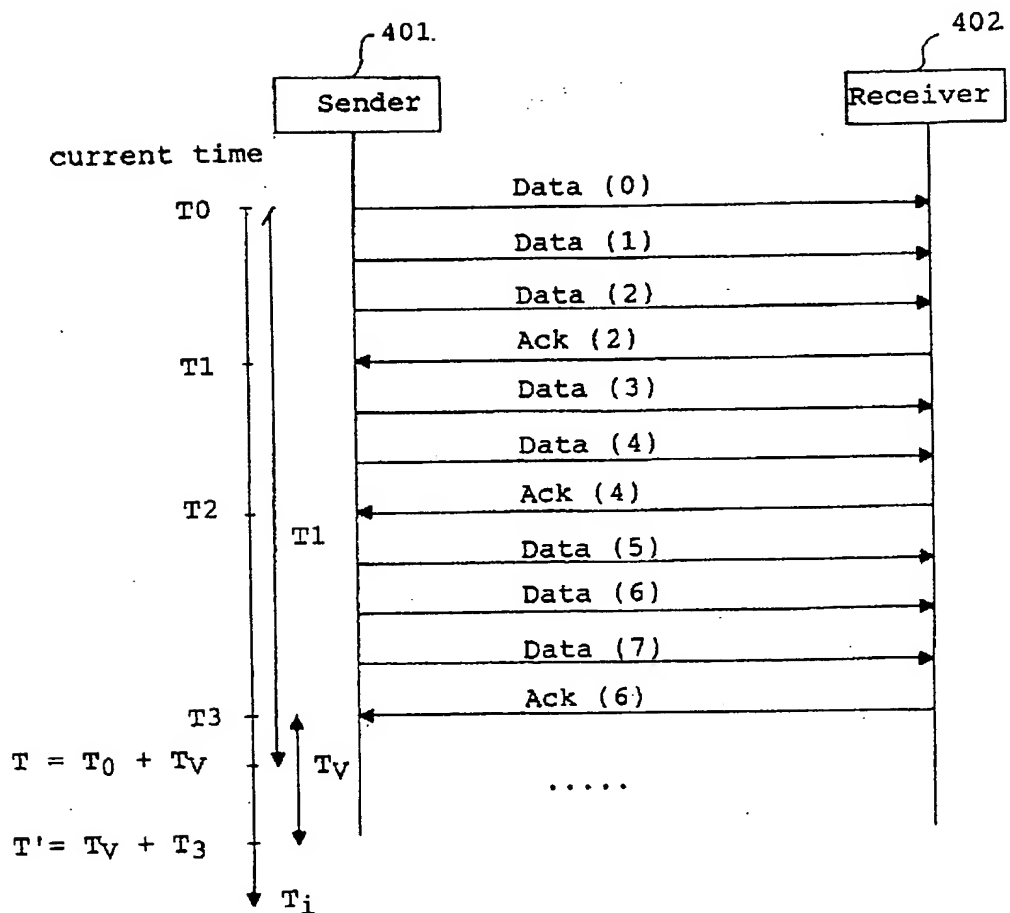 401.
402
Sender
Receiver
current time
Data (0)
T0
Data (1)
Data (2)
Ack (2)
T1
Data (3)
Data (4)
Ack (4)
T2
T1
Data (5)
Data (6)
Data (7)
Ack (6)
T3
T = T0 + TV
TV
.....
T'= TV + T3
Ti